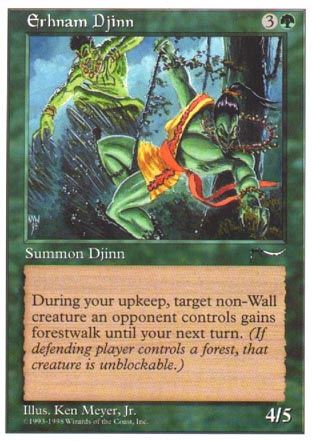 Erhnam Djinn 3
Summon Djinn
During your upkeep, target non-Wall
creature an opponent controls gains
forestwalk until your next turn. (If
defending player controls a forest, that
creature is unblockable.)
Illus. Ken Meyer, Jr.
©1993-1998 Wizards of the Coast, Inc.
4/5